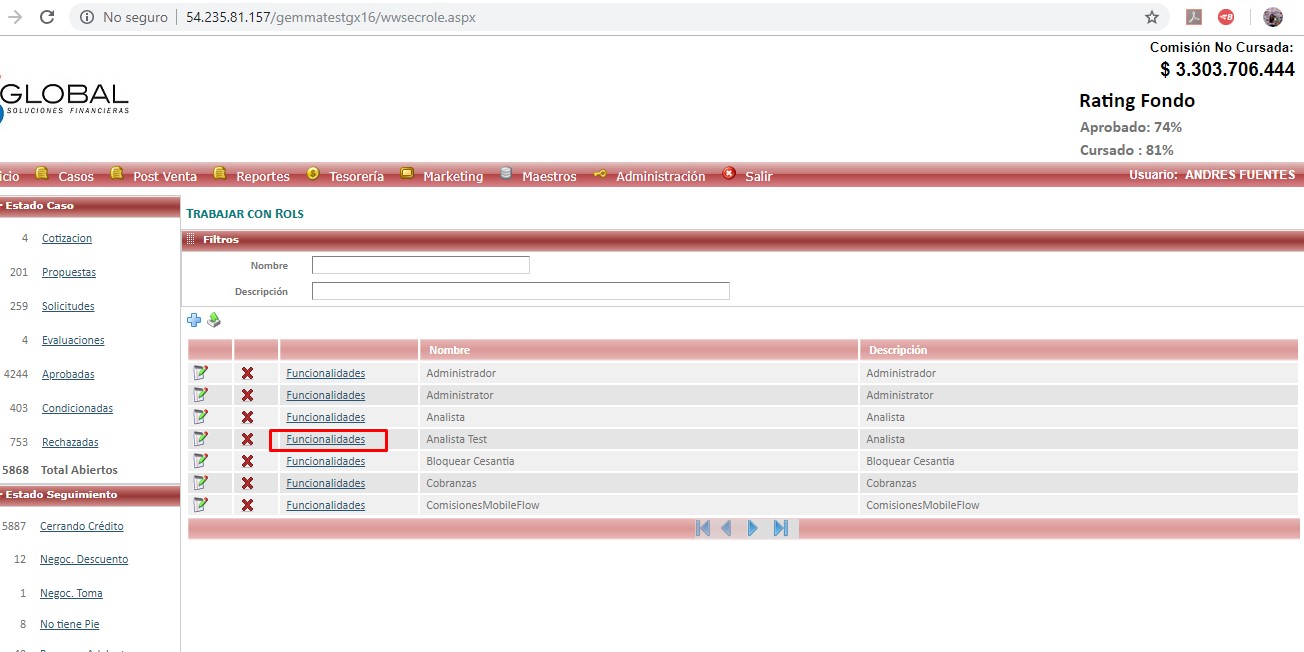 No seguro 54.235.81.157/gemmatestgx16/wwsecrole.aspx
Comisión No Cursada:
$ 3.303.706.444
GLOBAL
SOLUCIONES FINANCIERAS
Rating Fondo
Aprobado: 74%
Cursado : 81%
icio Casos Post Venta Reportes Tesorería Marketing Maestros Administración Salir Usuario: ANDRES FUENTES
Estado Caso
4 Cotizacion
201 Propuestas
259 Solicitudes
4 Evaluaciones
4244 Aprobadas
403 Condicionadas
753 Rechazadas
5868 Total Abiertos
Estado Seguimiento
5887 Cerrando Crédito
12 Negoc. Descuento
1 Negoc. Toma
8 No tiene Pie
TRABAJAR CON ROLS
Filtros
Nombre
Descripción
Nombre Descripción
Funcionalidades Administrador Administrador
Funcionalidades Administrator Administrator
Funcionalidades Analista Analista
Funcionalidades Analista Test Analista
Funcionalidades Bloquear Cesantia Bloquear Cesantia
Funcionalidades Cobranzas Cobranzas
Funcionalidades ComisionesMobileFlow ComisionesMobileFlow